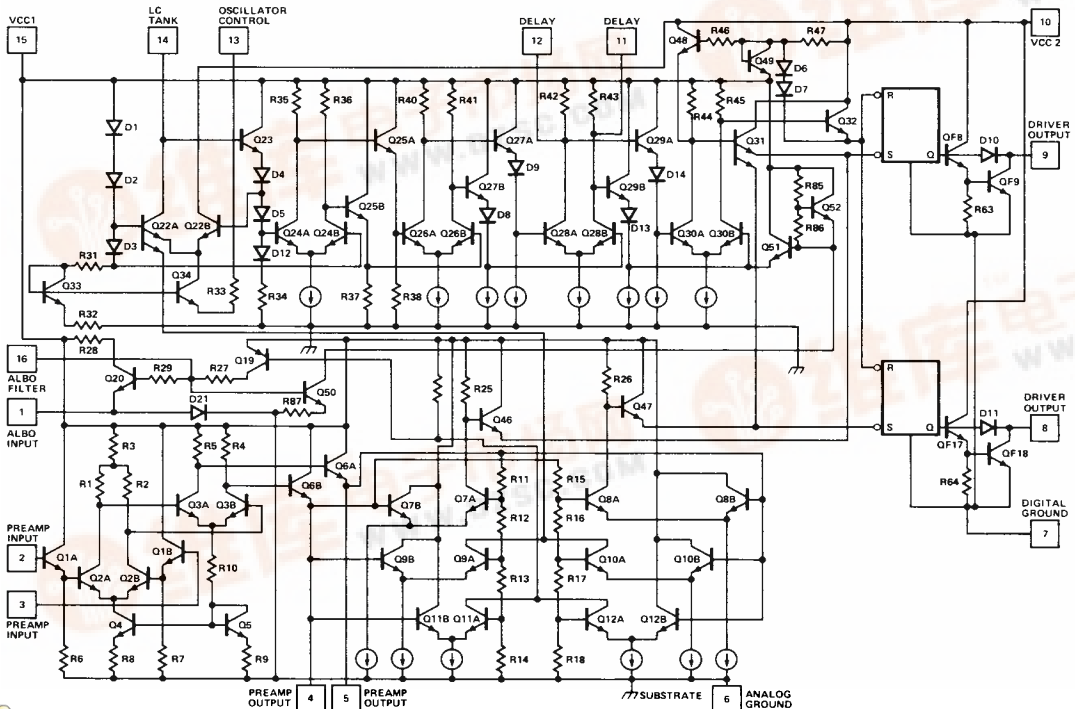 VCC1
15
LC
TANK
14
OSCILLATOR
CONTROL
13
DELAY
12
DELAY
11
10
VCC 2
Q48
R46
R47
Q49
D6
D7
D1
D2
D3
Q23
D4
D5
D12
R35
R36
Q25A
Q25B
R40
R41
Q27A
Q27B
D9
D8
R42
R43
Q29A
Q29B
D14
D13
R44
R45
Q31
Q32
R85
R86
Q52
Q51
R
S
Q
QF8
D10
QF9
R63
DRIVER
OUTPUT
9
Q22A
Q22B
Q24A
Q24B
Q26A
Q26B
Q28A
Q28B
Q30A
Q30B
R31
Q33
Q34
R33
R34
R37
R38
R32
R28
16
ALBO
FILTER
Q20
R29
R27
Q19
Q50
1
ALBO
INPUT
D21
R87
R25
Q46
R26
Q47
R
S
Q
QF17
D11
QF18
R64
DRIVER
OUTPUT
8
DIGITAL
GROUND
7
R3
R1
R2
R5
R4
Q3A
Q3B
Q6B
Q6A
Q7B
Q7A
R11
R12
R15
R16
Q8A
Q8B
PREAMP
INPUT
2
Q1A
Q1B
Q2A
Q2B
R10
Q9B
Q9A
R13
R17
Q10A
Q10B
3
PREAMP
INPUT
Q4
Q5
Q11B
Q11A
Q12A
Q12B
R6
R8
R7
R9
R14
R18
PREAMP
OUTPUT
4
5
PREAMP
OUTPUT
SUBSTRATE
6
ANALOG
GROUND